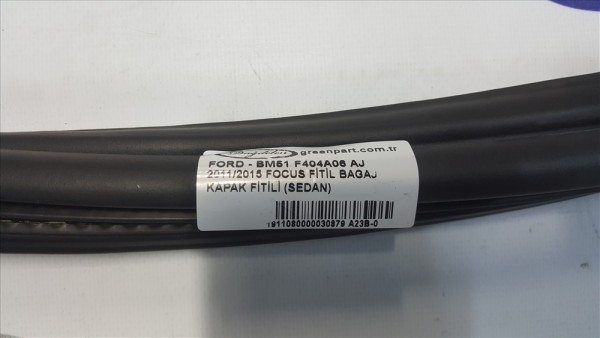 greenpart.com.tr
FORD - BM51 F404A06 AJ
2011/2015 FOCUS FİTİL BAGAJ
KAPAK FİTİLİ (SEDAN)
1911080000030879 A23B-0